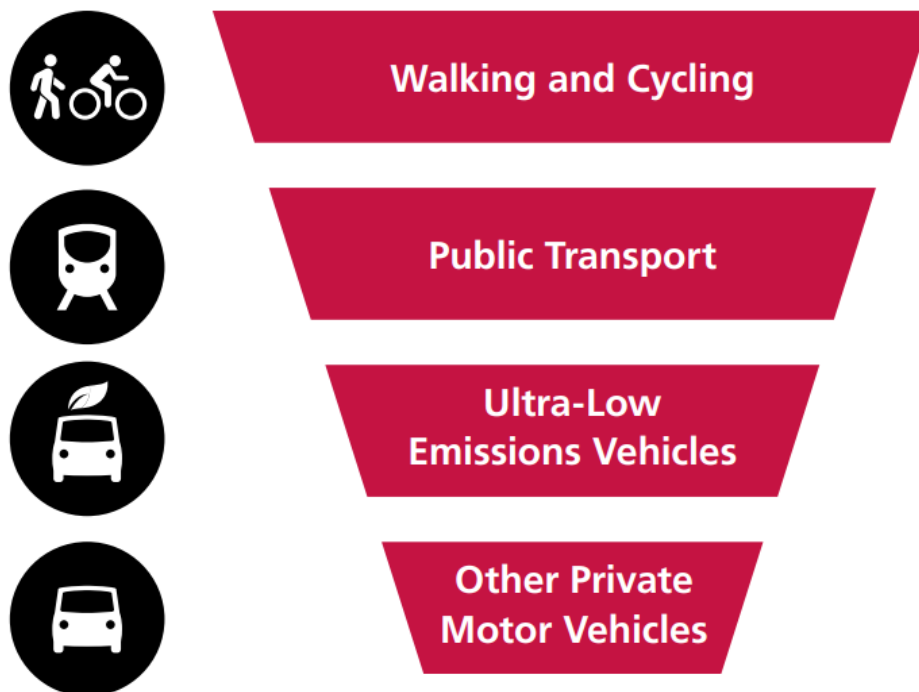 Walking and Cycling
Public Transport
Ultra-Low
Emissions Vehicles
Other Private
Motor Vehicles